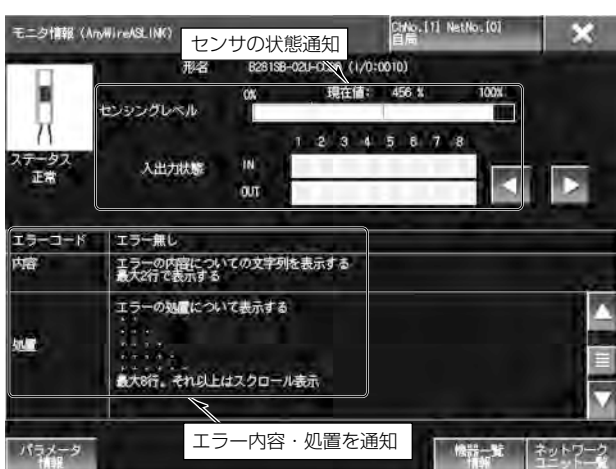 モニタ情報 (AnyWireASLINK)
ChNo.[1] NetNo.[0]
自局
センサの状態通知
形名
(I/O:0010)
0%
現在値: 456 %
100%
センシングレベル
1 2 3 4 5 6 7 8
ステータス
正常
入出力状態
IN
OUT
エラーコード
エラー無し
内容
エラーの内容についての文字列を表示する
最大2行で表示する
処置
エラーの処置について表示する
最大8行。それ以上はスクロール表示
エラー内容・処置を通知
パラメータ
情報
機器一覧
情報
ネットワーク
ユニット一覧